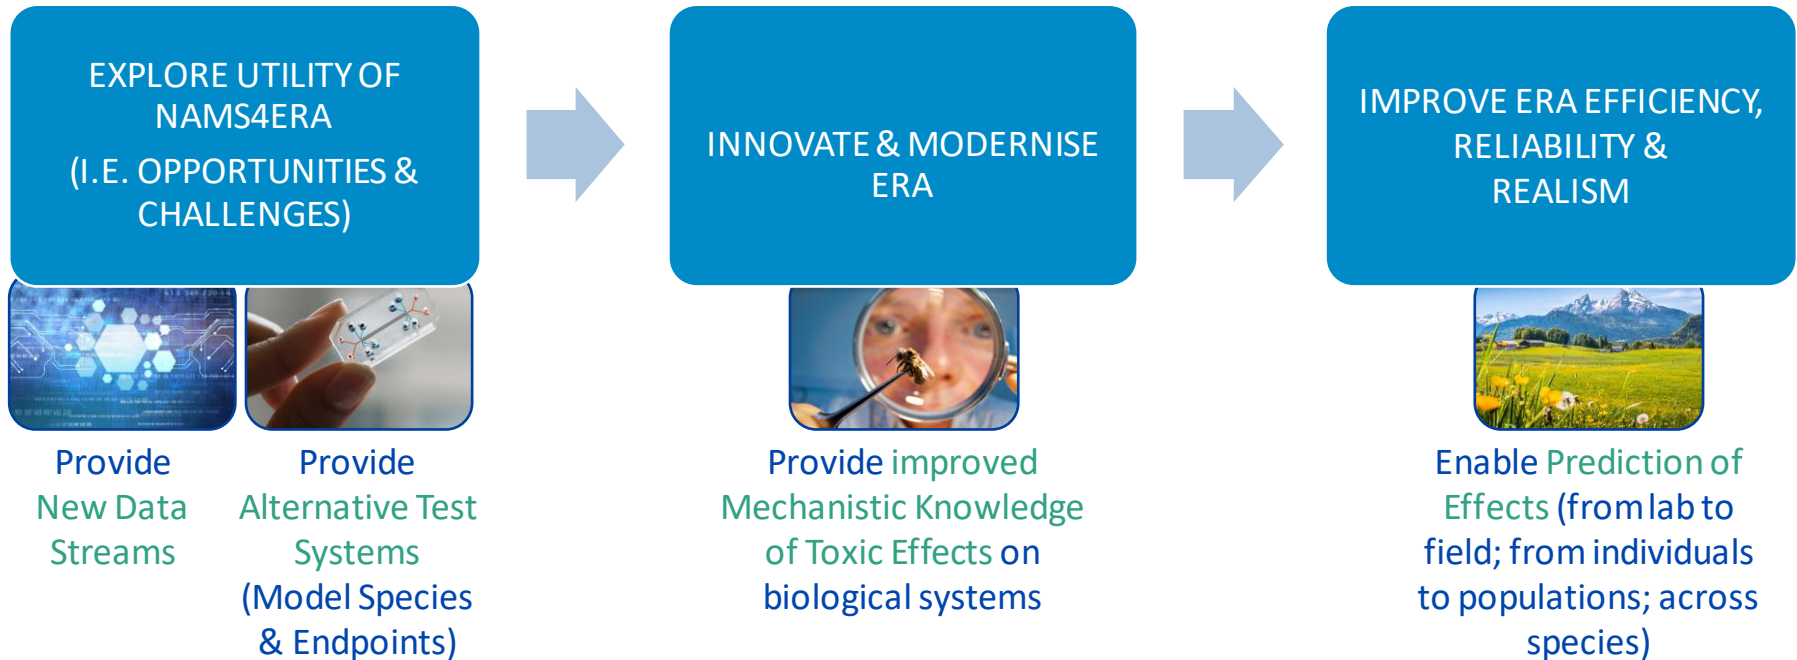 EXPLORE UTILITY OF
NAMS4ERA
(I.E. OPPORTUNITIES &
CHALLENGES)
INNOVATE & MODERNISE
ERA
IMPROVE ERA EFFICIENCY,
RELIABILITY &
REALISM
Provide
New Data
Streams
Provide
Alternative Test
Systems
(Model Species
& Endpoints)
Provide improved
Mechanistic Knowledge
of Toxic Effects on
biological systems
Enable Prediction of
Effects (from lab to
field; from individuals
to populations; across
species)